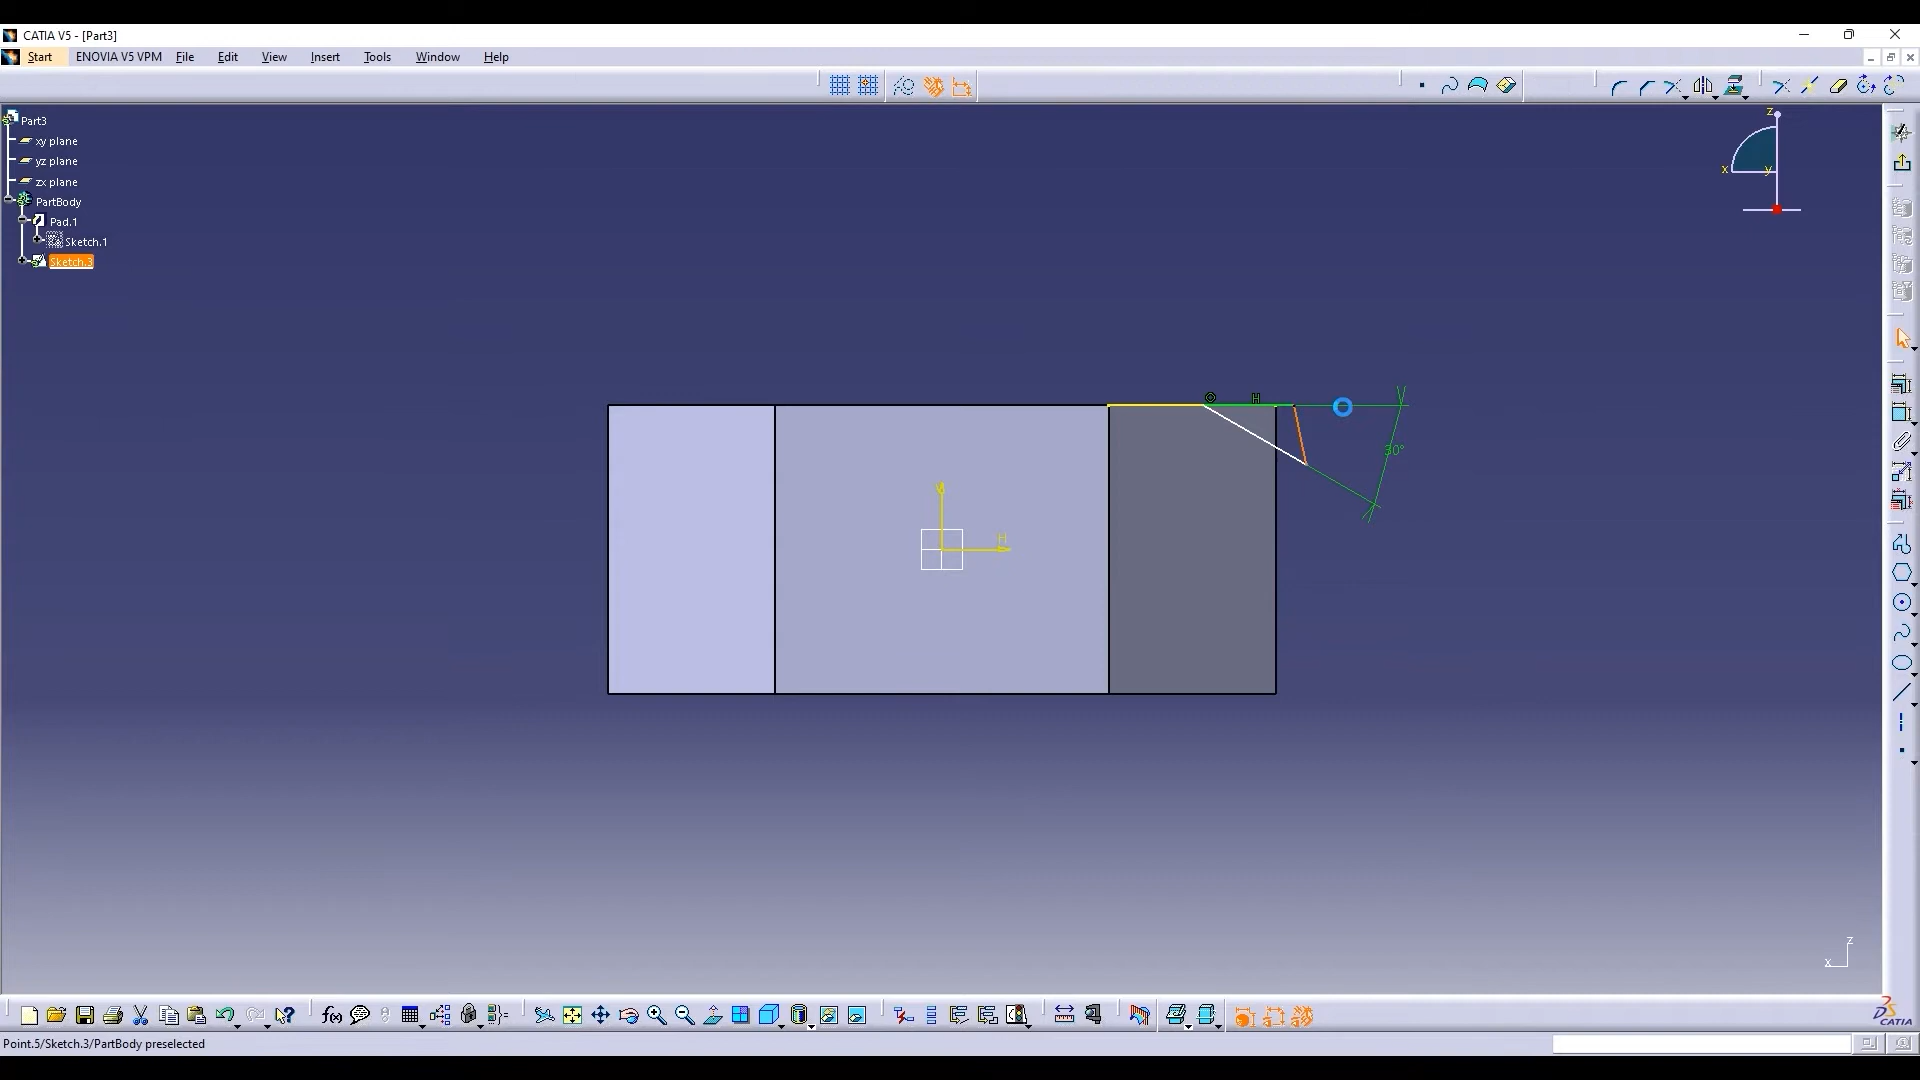 CATIA V5 - [Part3]
Start ENOVIA V5 VPM File Edit View Insert Tools Window Help
Part3
xy plane
yz plane
zx plane
PartBody
Pad.1
Sketch.1
Sketch.3
z
x y
H
30°
V
H
z
x
f(x)
CATIA
Point.5/Sketch.3/PartBody preselected